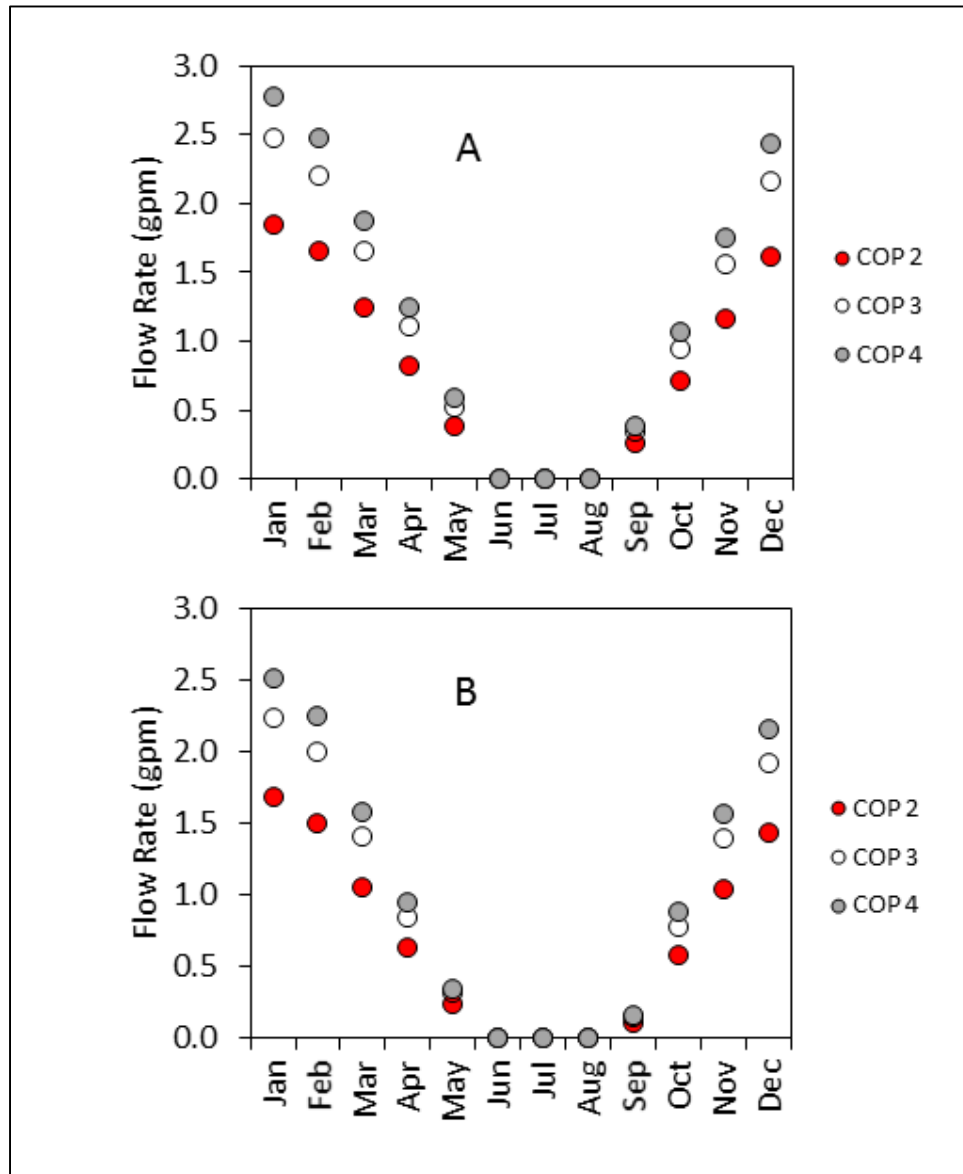 3.0
2.5
2.0
1.5
1.0
0.5
0.0
Flow Rate (gpm)
A
Jan Feb Mar Apr May Jun Jul Aug Sep Oct Nov Dec
COP 2
COP 3
COP 4
3.0
2.5
2.0
1.5
1.0
0.5
0.0
Flow Rate (gpm)
B
Jan Feb Mar Apr May Jun Jul Aug Sep Oct Nov Dec
COP 2
COP 3
COP 4